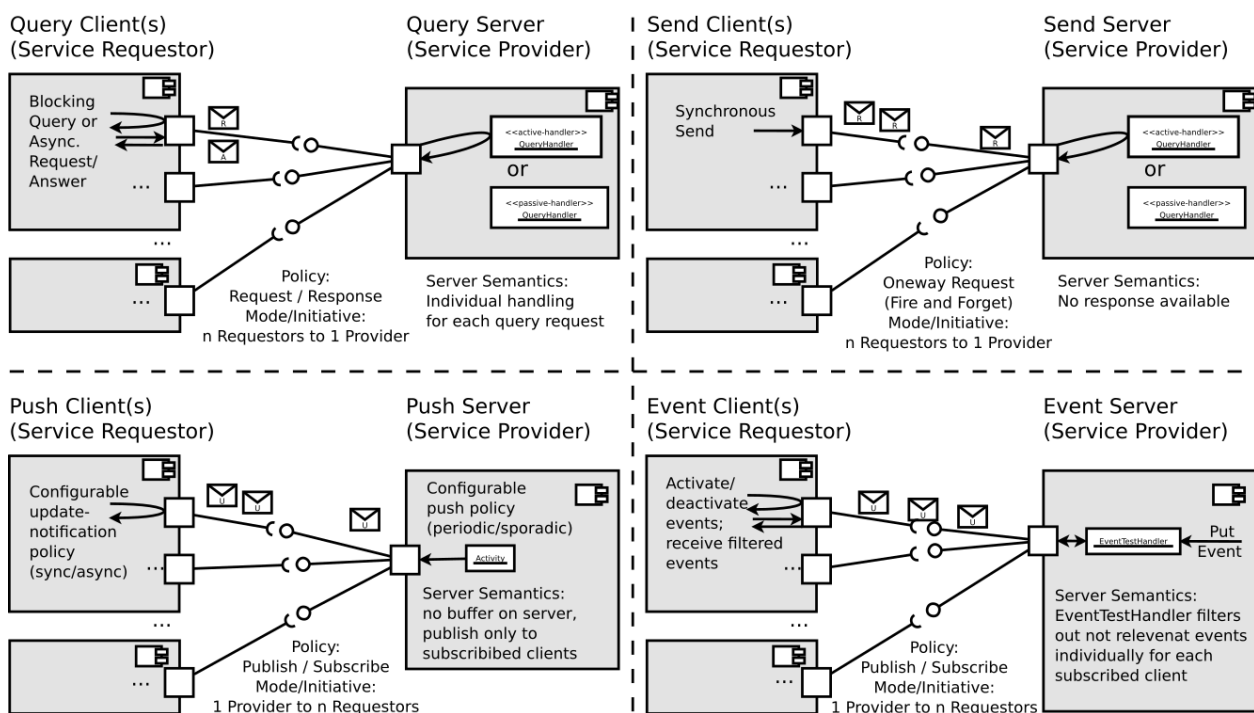 Query Client(s)
(Service Requestor)
Query Server
(Service Provider)
Blocking
Query or
Async.
Request/
Answer
...
...
...
R
A
<<active-handler>>
QueryHandler
or
<<passive-handler>>
QueryHandler
Policy:
Request / Response
Mode/Initiative:
n Requestors to 1 Provider
Server Semantics:
Individual handling
for each query request
Send Client(s)
(Service Requestor)
Send Server
(Service Provider)
Synchronous
Send
...
...
...
R
R
R
<<active-handler>>
QueryHandler
or
<<passive-handler>>
QueryHandler
Policy:
Oneway Request
(Fire and Forget)
Mode/Initiative:
n Requestors to 1 Provider
Server Semantics:
No response available
Push Client(s)
(Service Requestor)
Push Server
(Service Provider)
Configurable
update-
notification
policy
(sync/async)
...
...
...
U
U
U
Configurable
push policy
(periodic/sporadic)
Activity
Server Semantics:
no buffer on server,
publish only to
subscribibed clients
Policy:
Publish / Subscribe
Mode/Initiative:
1 Provider to n Requestors
Event Client(s)
(Service Requestor)
Event Server
(Service Provider)
Activate/
deactivate
events;
receive filtered
events
...
...
...
U
U
U
EventTestHandler
Put
Event
Server Semantics:
EventTestHandler filters
out not relevenat events
individually for each
subscribed client
Policy:
Publish / Subscribe
Mode/Initiative:
1 Provider to n Requestors